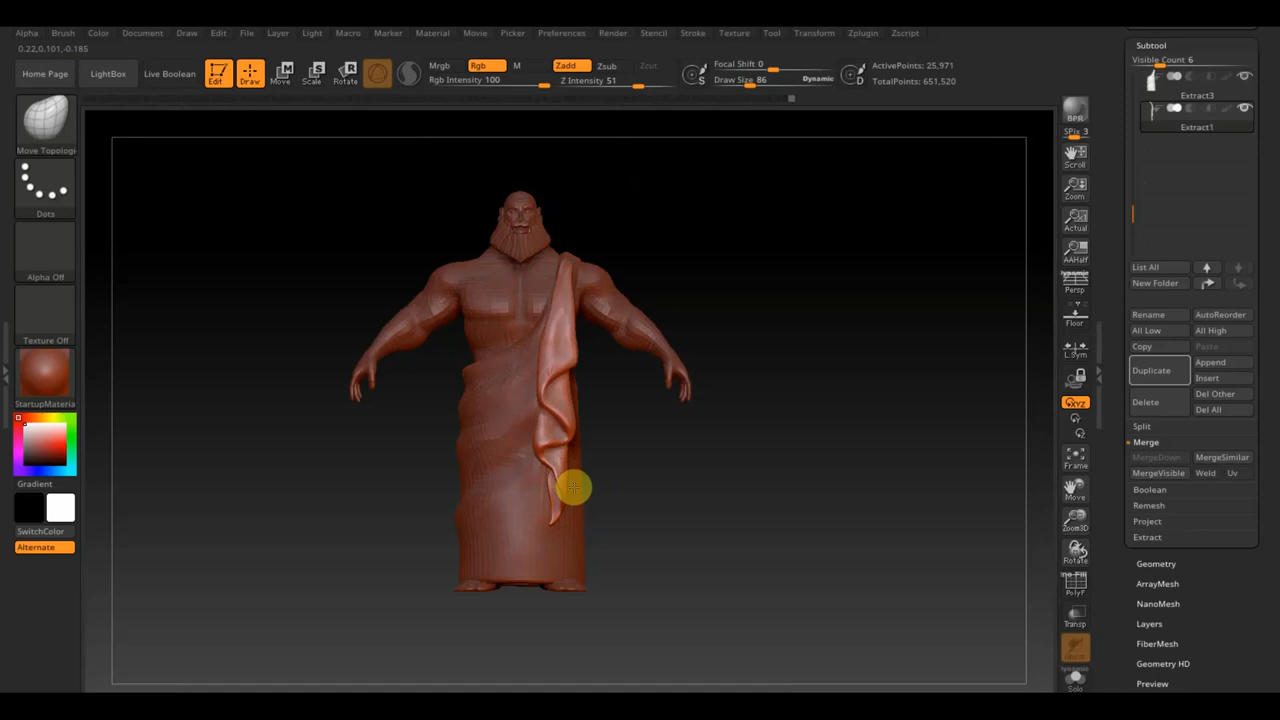 Alpha Brush Color Document Draw Edit File Layer Light Macro Marker Material Movie Picker Preferences Render Stencil Stroke Texture Tool Transform Zplugin Zscript
0.22,0.101,-0.185
Home Page LightBox Live Boolean Edit Draw Move Scale Rotate
Mrgb Rgb M Zadd Zsub Zcut
Rgb Intensity 100 Z Intensity 51
Focal Shift 0
Draw Size 86 Dynamic
ActivePoints: 25,971
TotalPoints: 651,520
Move Topologi
Dots
Alpha Off
Texture Off
StartupMateria
Gradient
SwitchColor
Alternate
BPR
SPix 3
Scroll
Zoom
Actual
AAHalf
Dynamic
Persp
Floor
L.Sym
XYZ
Y
Z
Frame
Move
Zoom3D
Rotate
PolyF
Transp
Dynamic
Solo
Subtool
Visible Count 6
Extract3
Extract1
List All
New Folder
Rename AutoReorder
All Low All High
Copy Paste
Duplicate Append
Insert
Delete Del Other
Del All
Split
Merge
MergeDown MergeSimilar
MergeVisible Weld Uv
Boolean
Remesh
Project
Extract
Geometry
ArrayMesh
NanoMesh
Layers
FiberMesh
Geometry HD
Preview